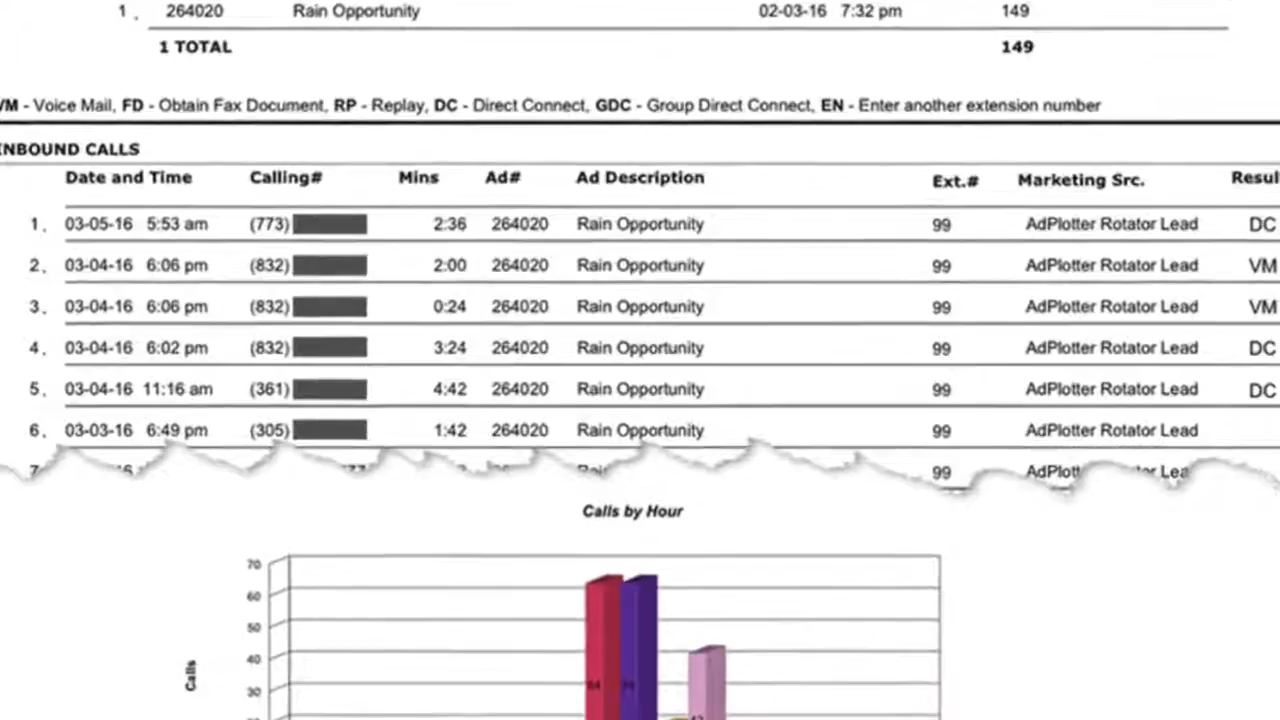 1. 264020 Rain Opportunity 02-03-16 7:32 pm 149
1 TOTAL 149
VM - Voice Mail, FD - Obtain Fax Document, RP - Replay, DC - Direct Connect, GDC - Group Direct Connect, EN - Enter another extension number
INBOUND CALLS
Date and Time Calling# Mins Ad# Ad Description Ext.# Marketing Src. Resul
1. 03-05-16 5:53 am (773) 2:36 264020 Rain Opportunity 99 AdPlotter Rotator Lead DC
2. 03-04-16 6:06 pm (832) 2:00 264020 Rain Opportunity 99 AdPlotter Rotator Lead VM
3. 03-04-16 6:06 pm (832) 0:24 264020 Rain Opportunity 99 AdPlotter Rotator Lead VM
4. 03-04-16 6:02 pm (832) 3:24 264020 Rain Opportunity 99 AdPlotter Rotator Lead DC
5. 03-04-16 11:16 am (361) 4:42 264020 Rain Opportunity 99 AdPlotter Rotator Lead DC
6. 03-03-16 6:49 pm (305) 1:42 264020 Rain Opportunity 99 AdPlotter Rotator Lead
99
Calls by Hour
70
60
50
40
30
Calls